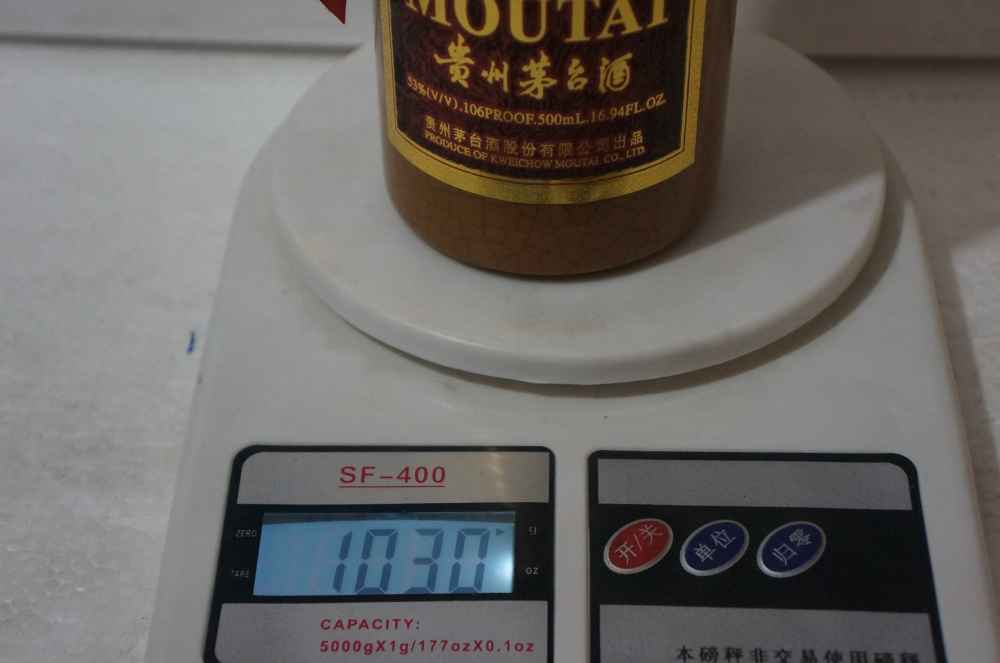 MOUTAI
贵州茅台酒
53%(V/V).106PROOF.500mL.16.94FL.OZ
贵州茅台酒股份有限公司出品
PRODUCE OF KWEICHOW MOUTAI CO., LTD
SF-400
ZERO
g
1030
TAPE
OZ
CAPACITY:
5000gX1g/177ozX0.1oz
开/关
单位
归零
本磅秤非交易使用磅秤